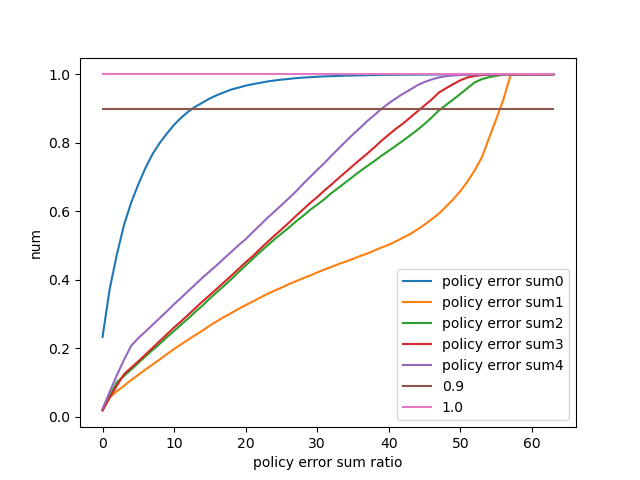 1.0
0.8
0.6
0.4
0.2
0.0
num
0
10
20
30
40
50
60
policy error sum ratio
policy error sum0
policy error sum1
policy error sum2
policy error sum3
policy error sum4
0.9
1.0